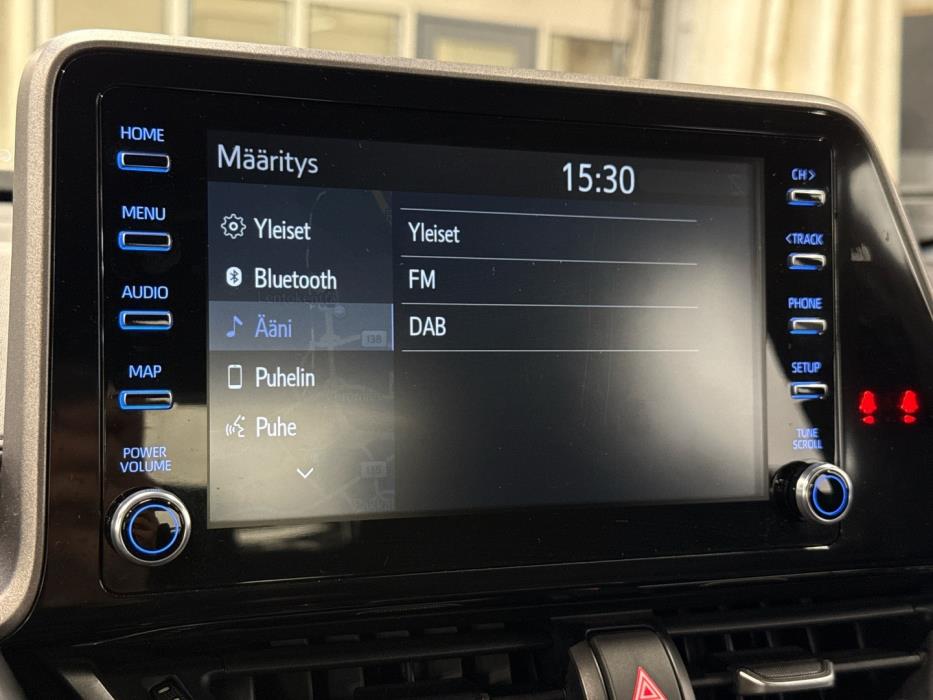 HOME
MENU
AUDIO
MAP
POWER
VOLUME
Määritys
15:30
Yleiset
Bluetooth
Ääni
138
Puhelin
Puhe
Yleiset
FM
DAB
CH>
<TRACK
PHONE
SETUP
TUNE
SCROLL